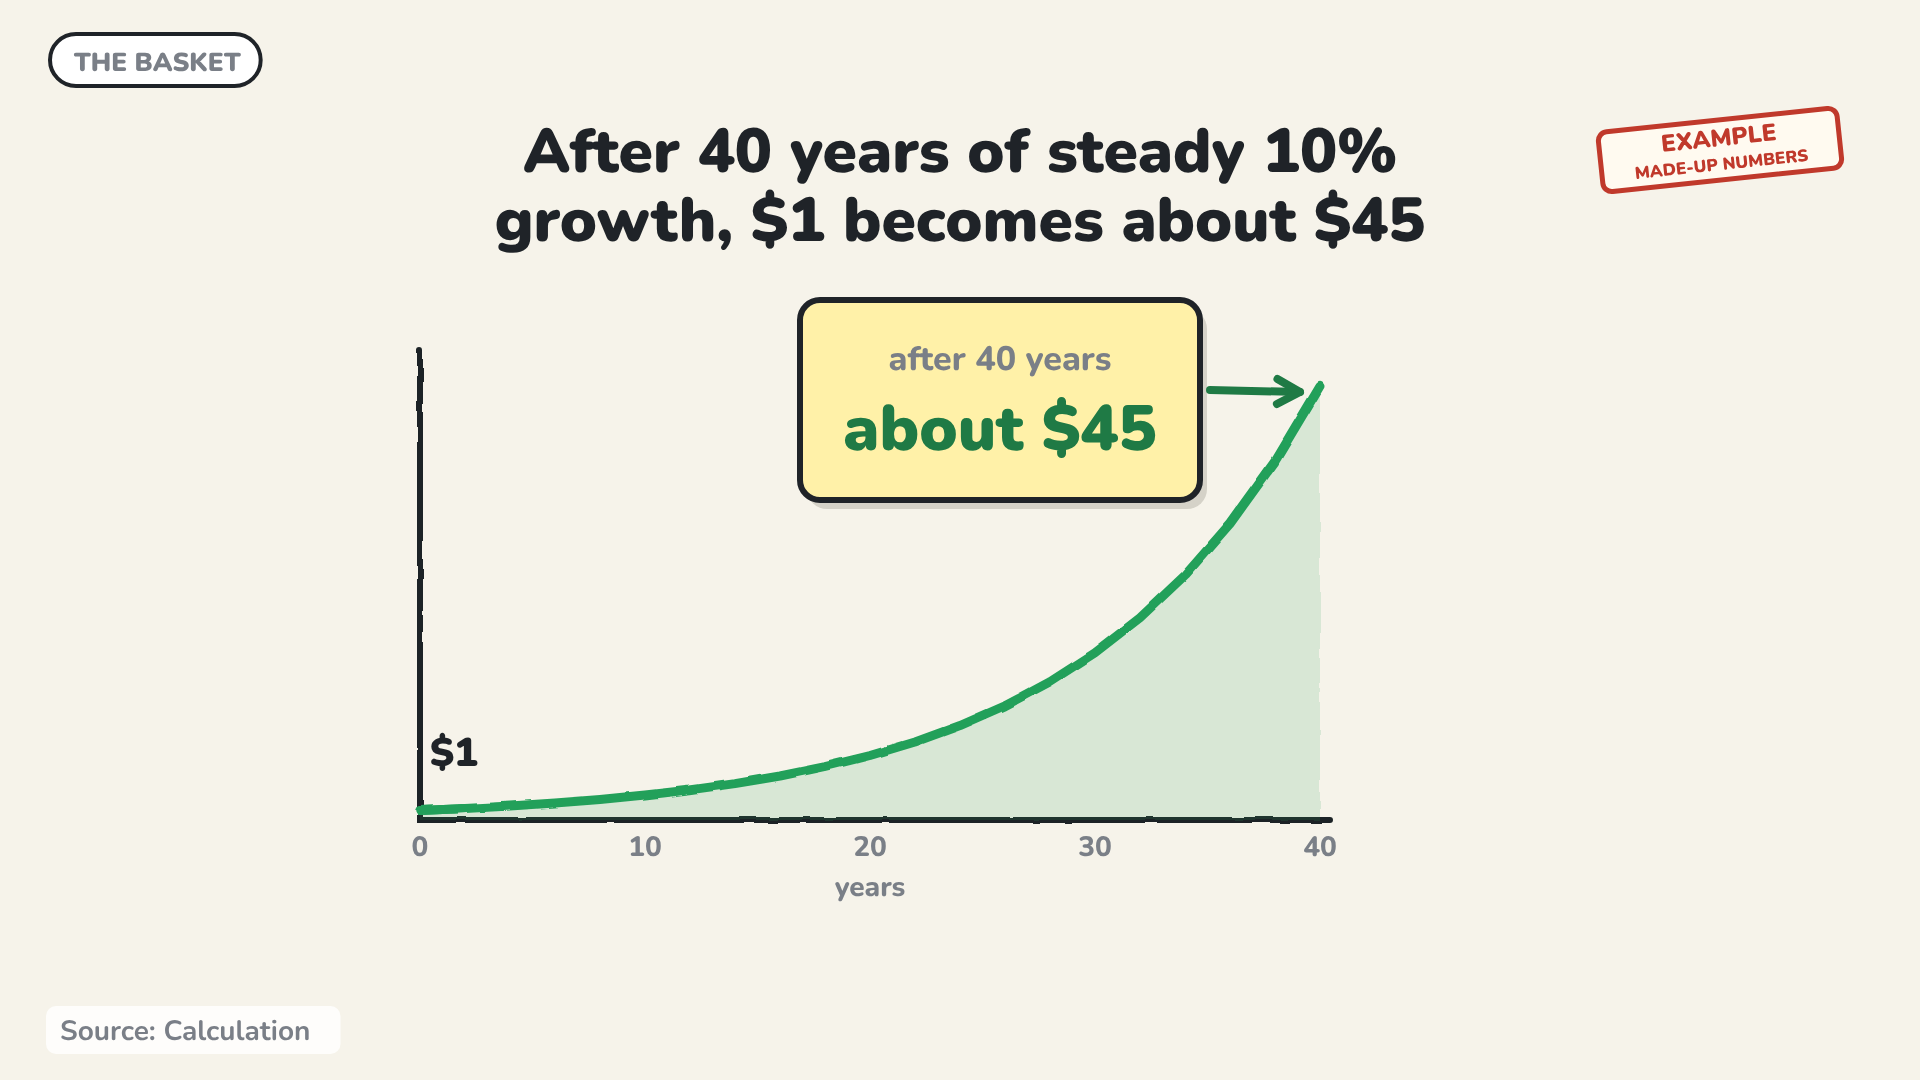 THE BASKET
EXAMPLE
MADE-UP NUMBERS
After 40 years of steady 10%
growth, $1 becomes about $45
after 40 years
about $45
$1
0 10 20 30 40
years
Source: Calculation